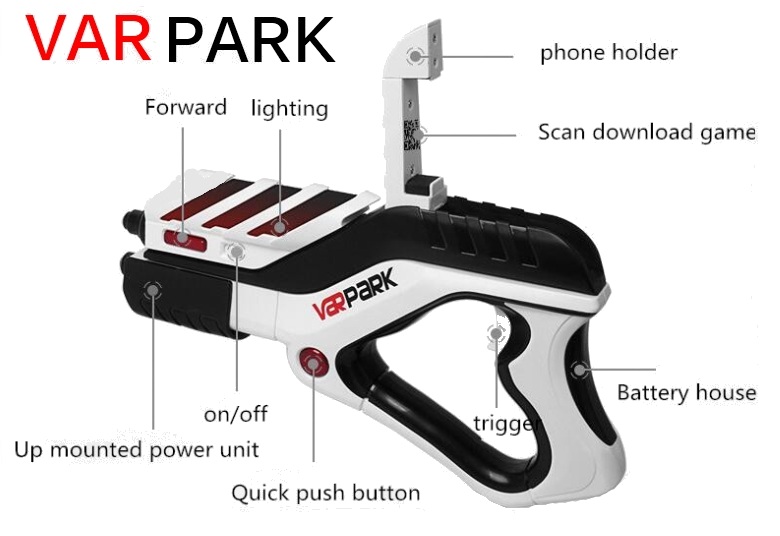 VAR PARK
phone holder
Forward lighting
Scan download game
VARPARK
on/off
trigger
Battery house
Up mounted power unit
Quick push button